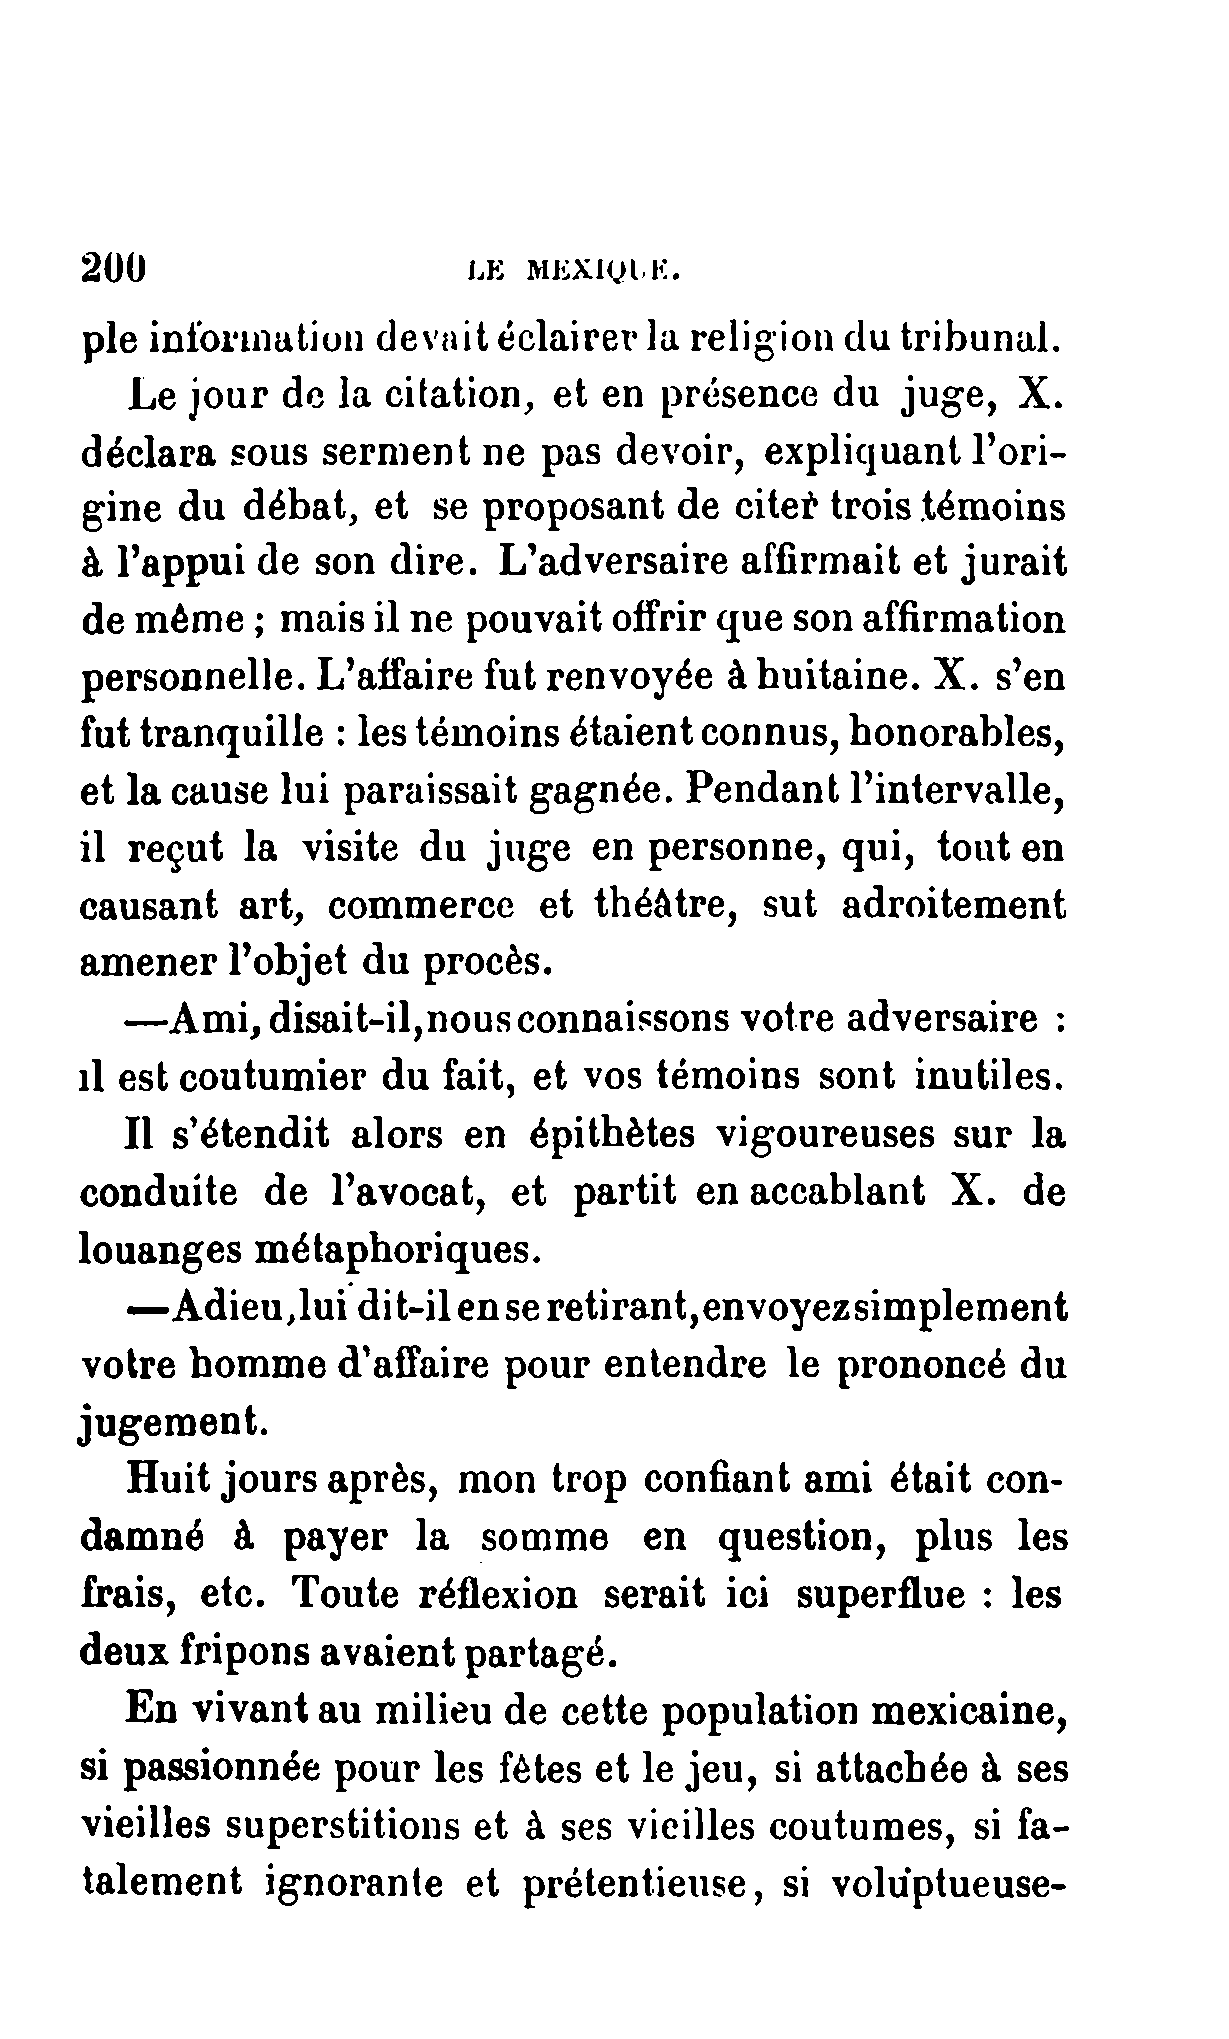 200 LE MEXIQUE.
ple information devait éclairer la religion du tribunal.
Le jour de la citation, et en présence du juge, X.
déclara sous serment ne pas devoir, expliquant l'ori-
gine du débat, et se proposant de citer trois témoins
à l'appui de son dire. L'adversaire affirmait et jurait
de même ; mais il ne pouvait offrir que son affirmation
personnelle. L'affaire fut renvoyée à huitaine. X. s'en
fut tranquille : les témoins étaient connus, honorables,
et la cause lui paraissait gagnée. Pendant l'intervalle,
il reçut la visite du juge en personne, qui, tout en
causant art, commerce et théâtre, sut adroitement
amener l'objet du procès.
—Ami, disait-il, nous connaissons votre adversaire :
il est coutumier du fait, et vos témoins sont inutiles.
Il s'étendit alors en épithètes vigoureuses sur la
conduite de l'avocat, et partit en accablant X. de
louanges métaphoriques.
—Adieu, lui dit-il en se retirant, envoyez simplement
votre homme d'affaire pour entendre le prononcé du
jugement.
Huit jours après, mon trop confiant ami était con-
damné à payer la somme en question, plus les
frais, etc. Toute réflexion serait ici superflue : les
deux fripons avaient partagé.
En vivant au milieu de cette population mexicaine,
si passionnée pour les fêtes et le jeu, si attachée à ses
vieilles superstitions et à ses vieilles coutumes, si fa-
talement ignorante et prétentieuse, si voluptueuse-